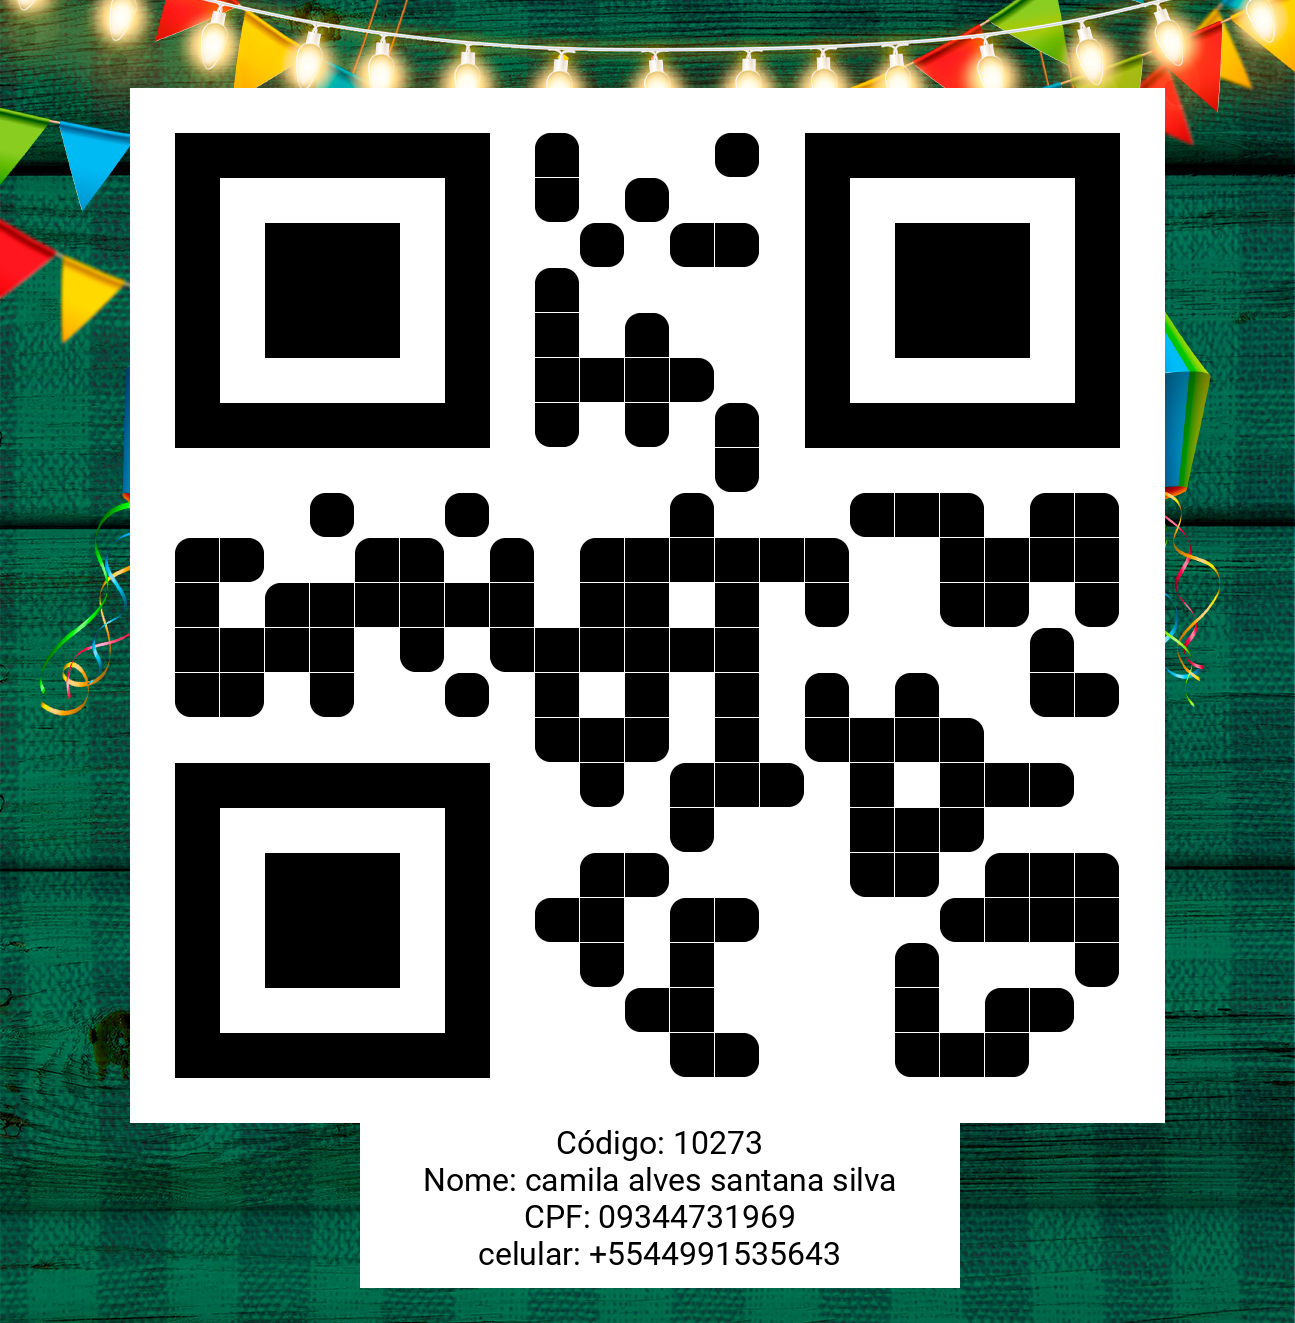 Código: 10273
Nome: camila alves santana silva
CPF: 09344731969
celular: +5544991535643